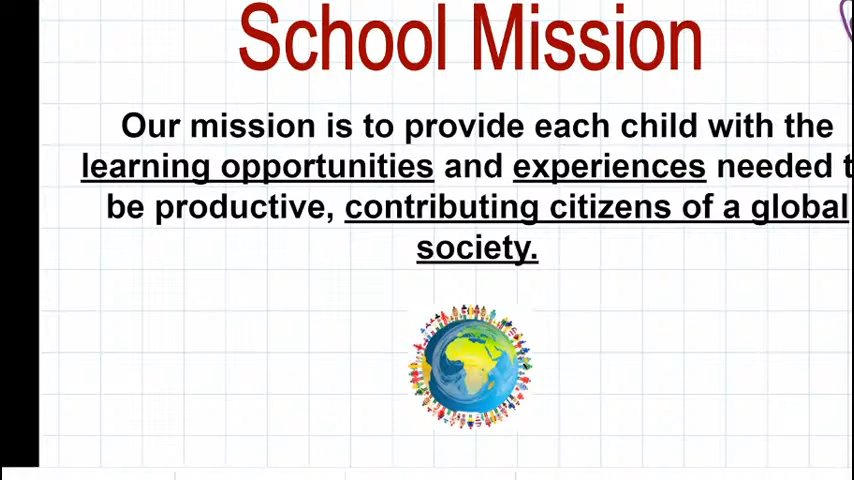 School Mission
Our mission is to provide each child with the
learning opportunities and experiences needed
be productive, contributing citizens of a global
society.